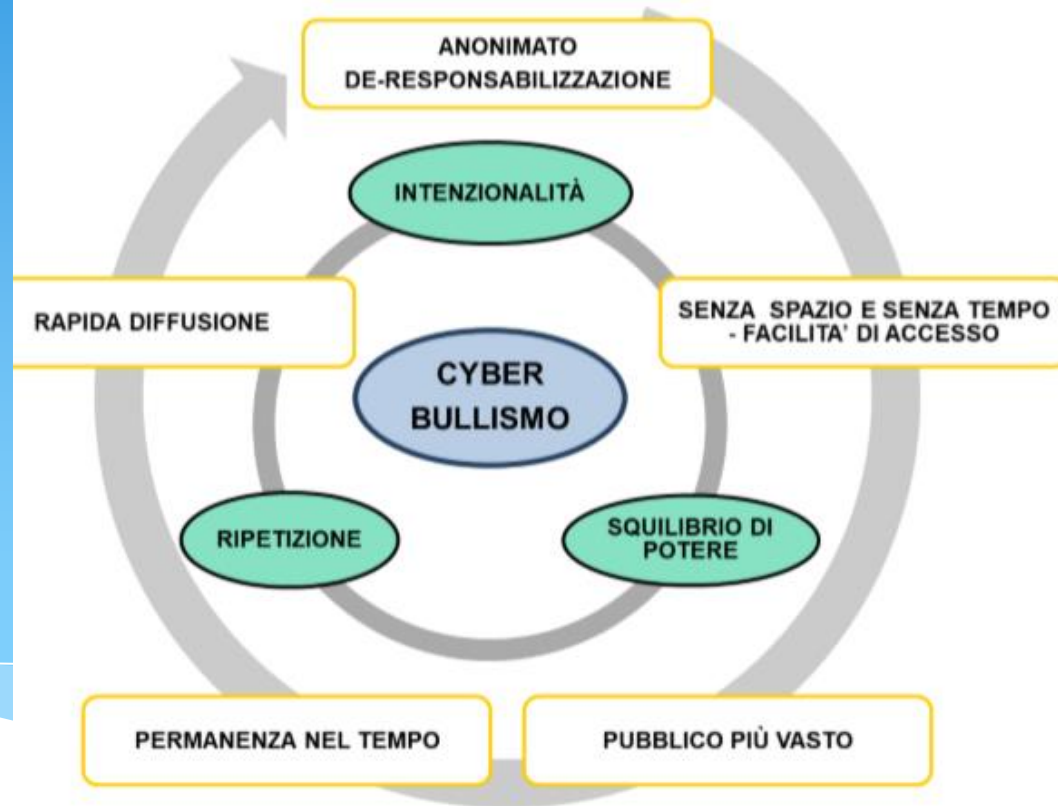 ANONIMATO
DE-RESPONSABILIZZAZIONE
INTENZIONALITÀ
RAPIDA DIFFUSIONE
SENZA SPAZIO E SENZA TEMPO
- FACILITA' DI ACCESSO
CYBER
BULLISMO
RIPETIZIONE
SQUILIBRIO DI
POTERE
PERMANENZA NEL TEMPO
PUBBLICO PIÙ VASTO